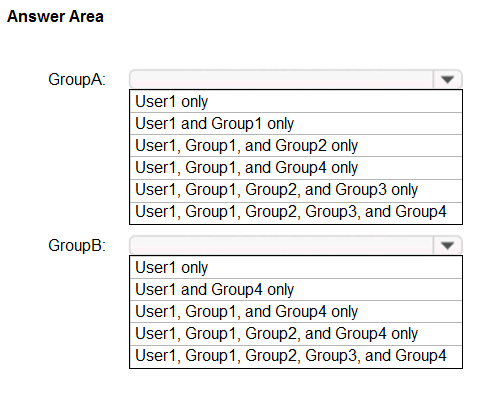 Answer Area
GroupA:
User1 only
User1 and Group1 only
User1, Group1, and Group2 only
User1, Group1, and Group4 only
User1, Group1, Group2, and Group3 only
User1, Group1, Group2, Group3, and Group4
GroupB:
User1 only
User1 and Group4 only
User1, Group1, and Group4 only
User1, Group1, Group2, and Group4 only
User1, Group1, Group2, Group3, and Group4